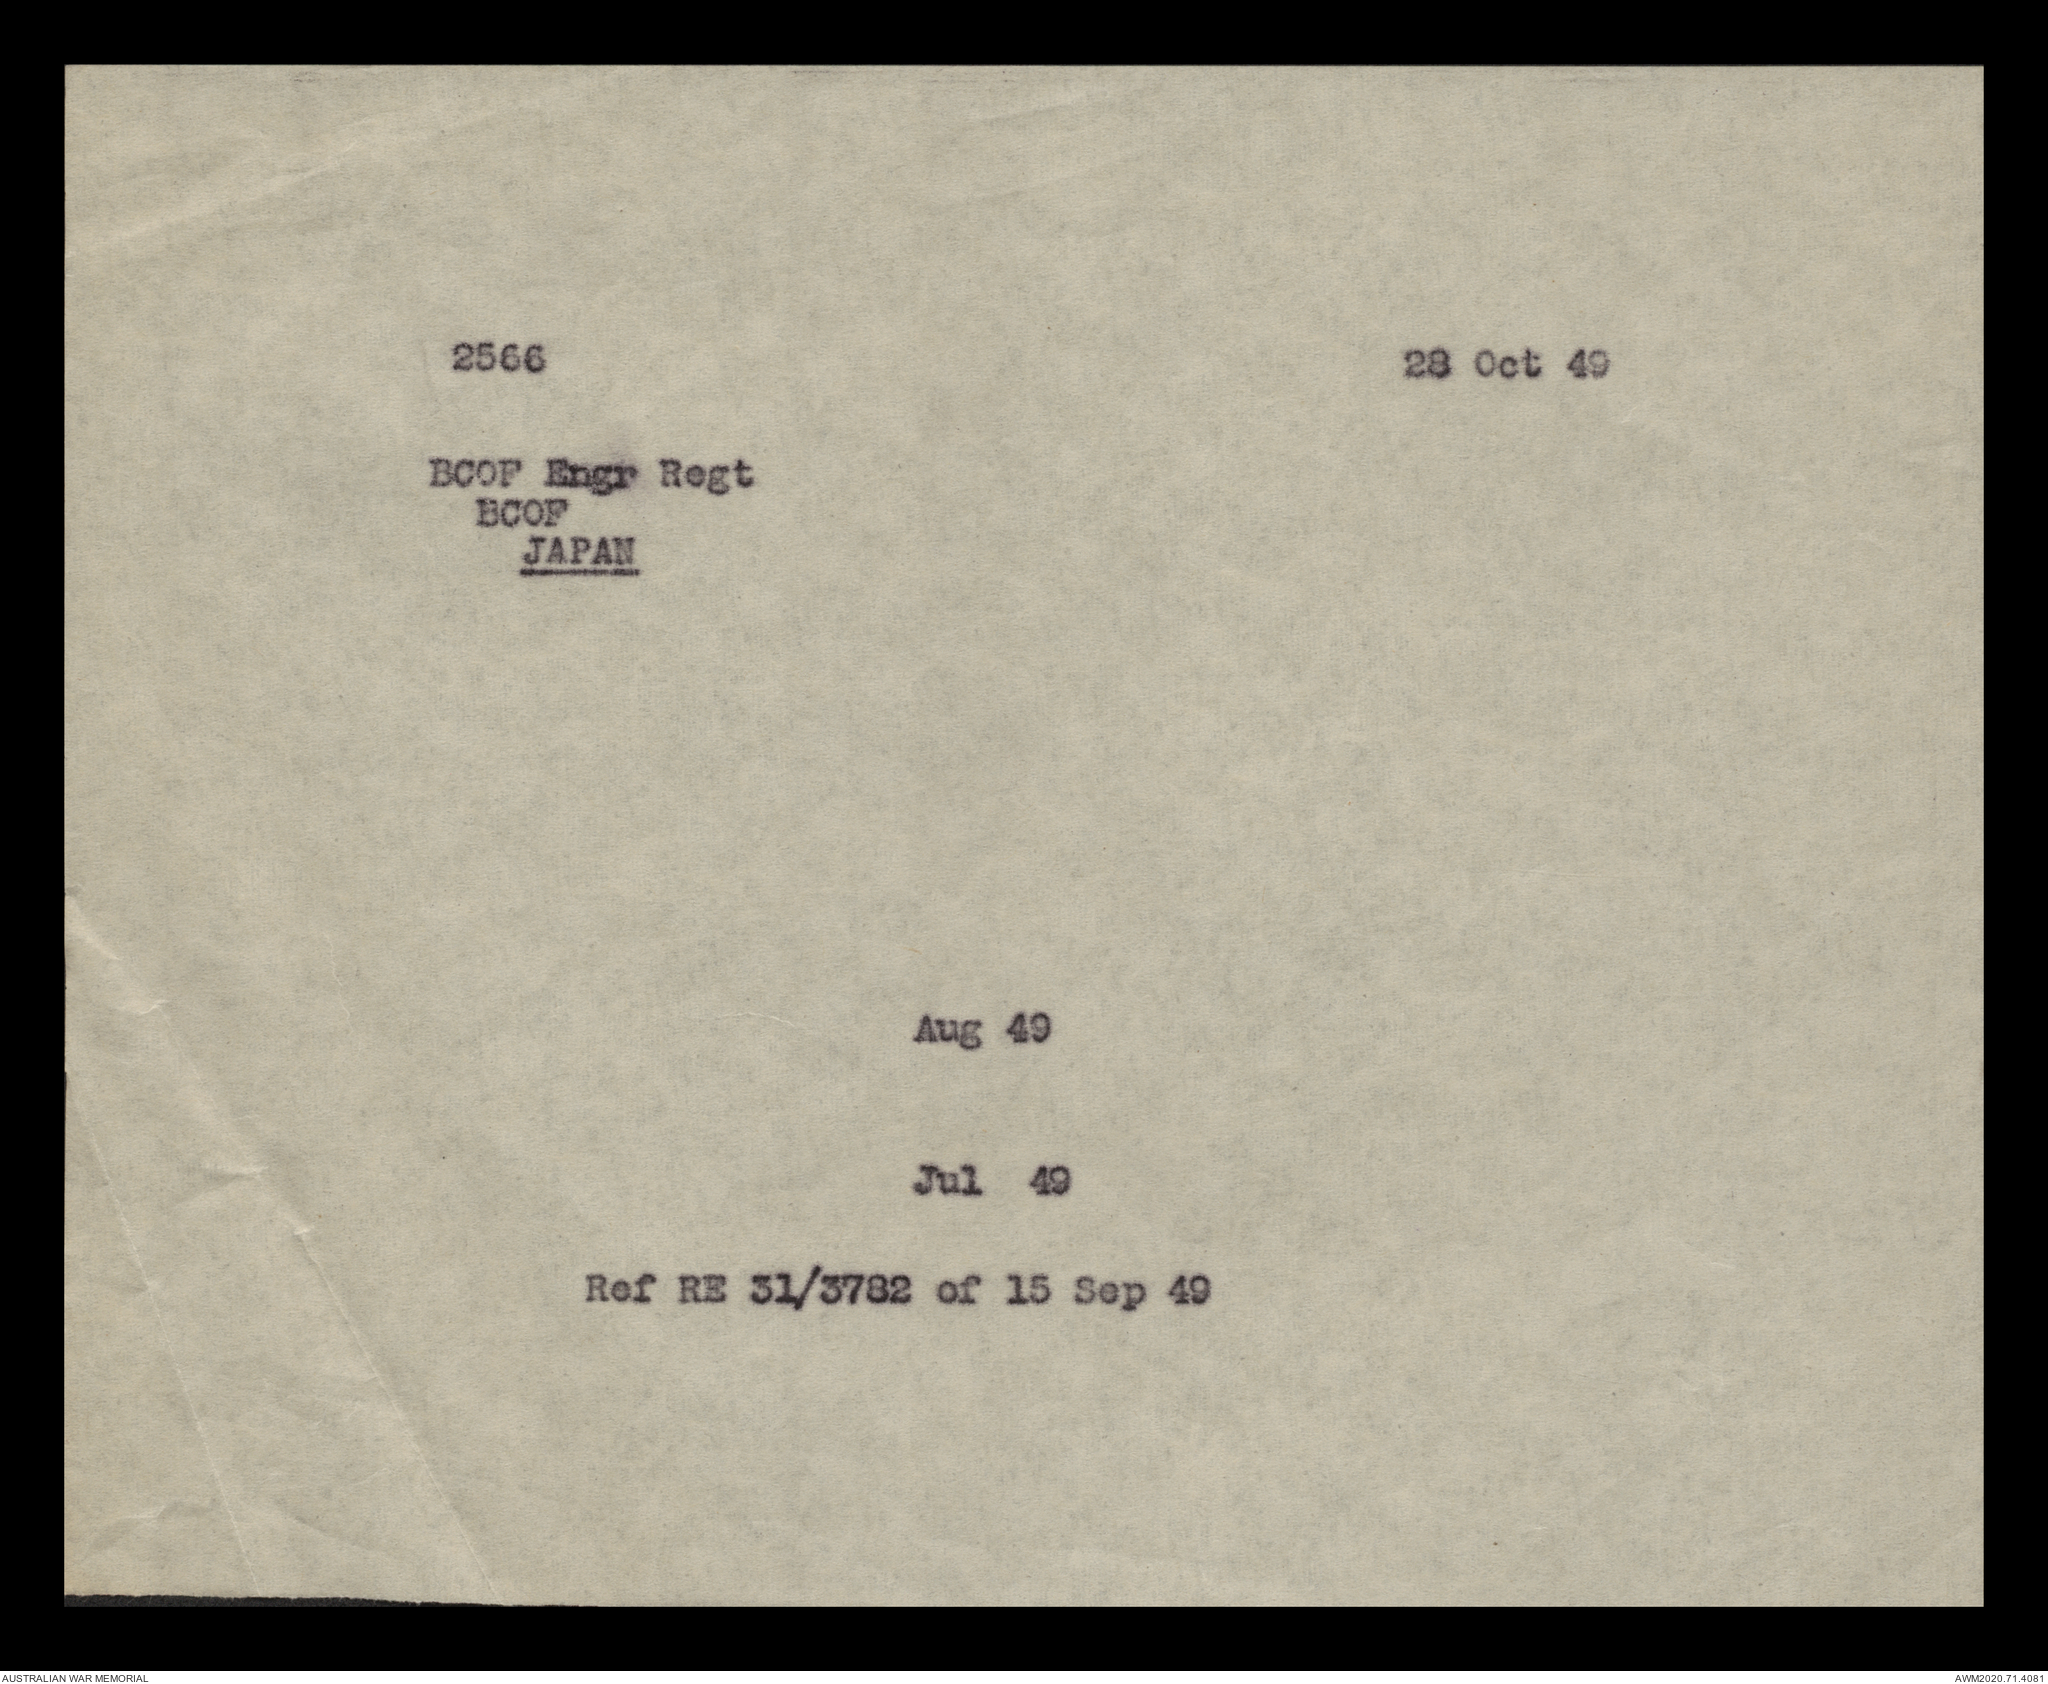 2566 28 Oct 49
BCOF Engr Regt
BCOF
JAPAN
Aug 49
Jul 49
Ref RE 31/3782 of 15 Sep 49
AUSTRALIAN WAR MEMORIAL AWM2020.71.4081